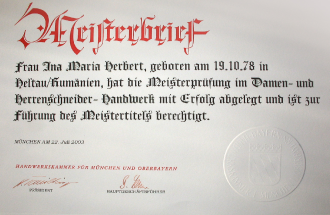 Meisterbrief
Frau Ina Maria Herbert, geboren am 19.10.78 in
Heltau/Rumänien, hat die Meisterprüfung im Damen- und
Herrenschneider-Handwerk mit Erfolg abgelegt und ist zur
Führung des Meistertitels berechtigt.
MÜNCHEN AM 22. Juli 2003
HANDWERKSKAMMER FÜR MÜNCHEN UND OBERBAYERN
PRÄSIDENT
HAUPTGESCHÄFTSFÜHRER